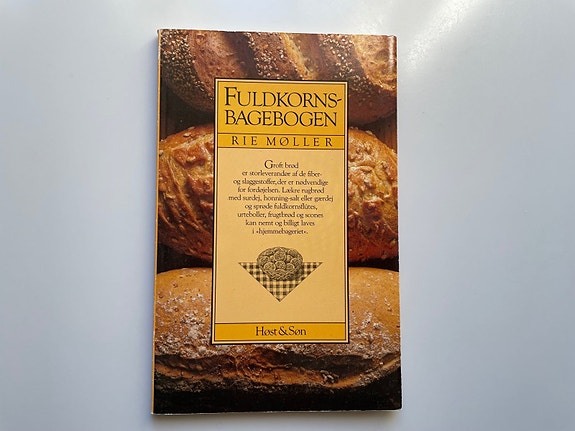 FULDKORNS-
BAGEBOGEN
RIE MØLLER
Groft brød
er storleverandør af de fiber-
og slaggestoffer, der er nødvendige
for fordøjelsen. Lækre rugbrød
med surdej, honning-salt eller gærdej
og sprøde fuldkornsflûtes,
urteboller, frugtbrød og scones
kan nemt og billigt laves
i »hjemmebageriet«.
Høst & Søn